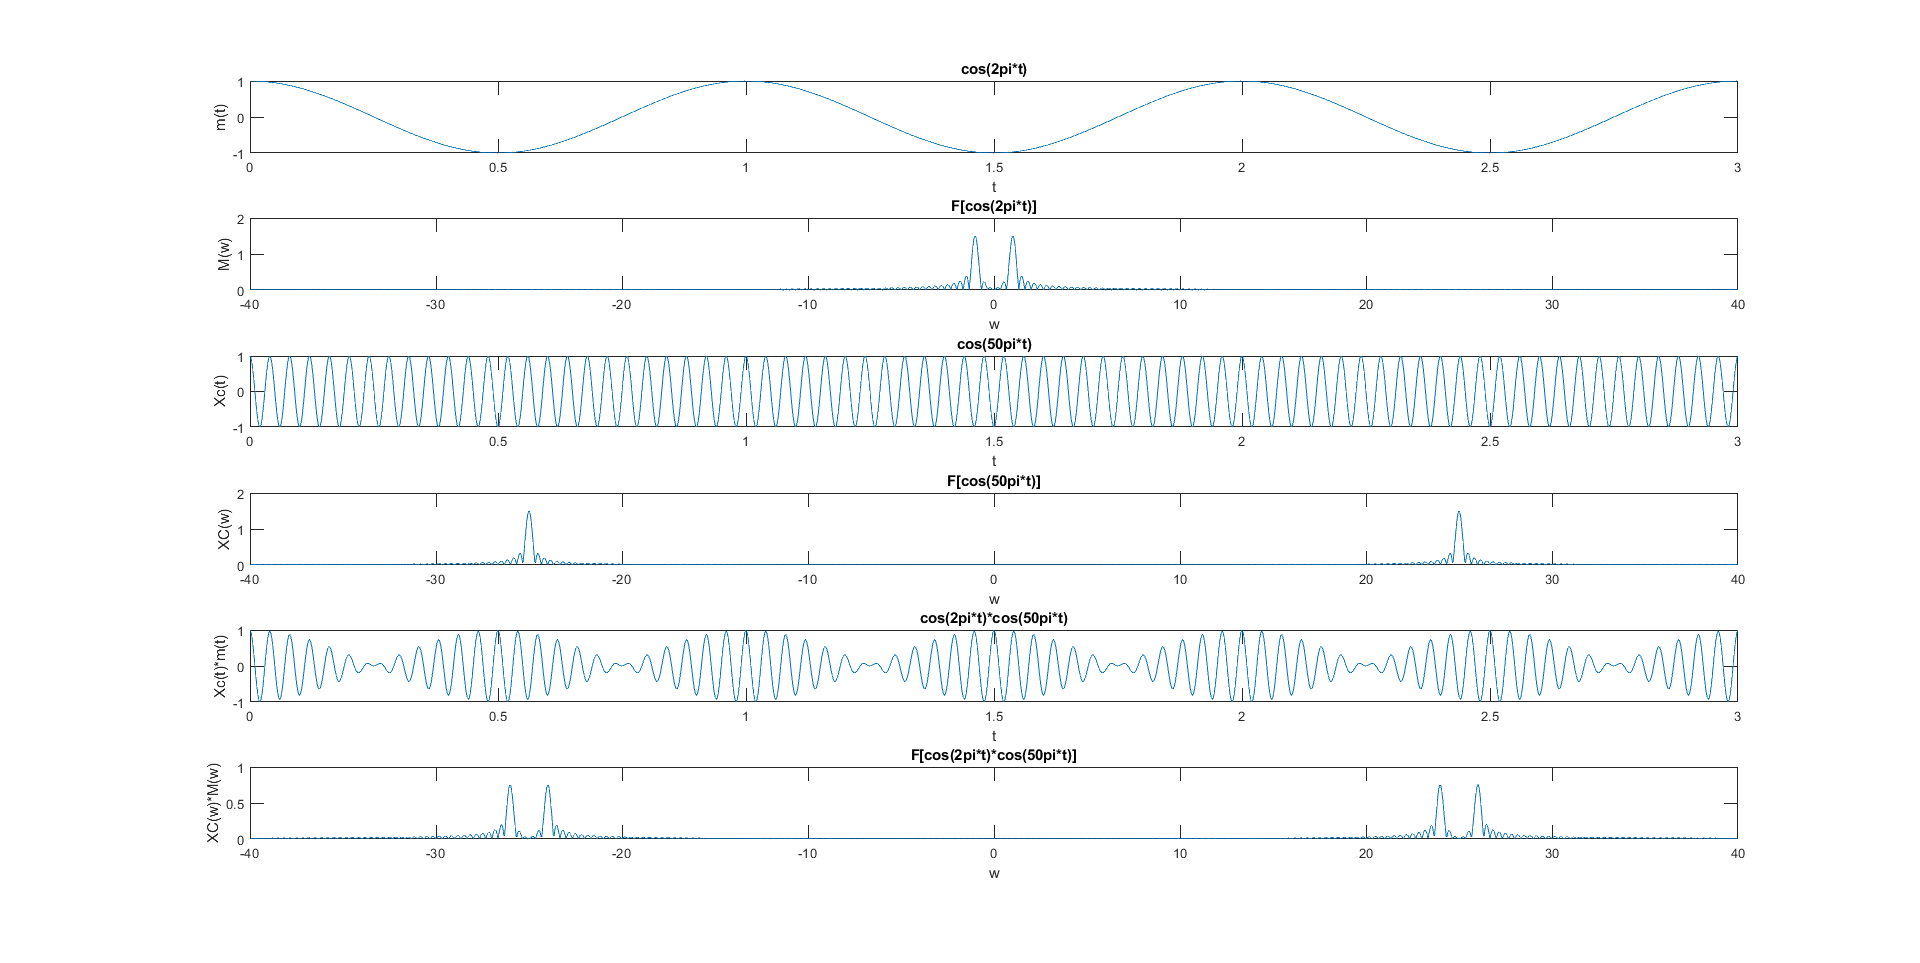 cos(2pi*t)
m(t)
1
0
-1
0 0.5 1 1.5 2 2.5 3
t
F[cos(2pi*t)]
M(w)
2
1
0
-40 -30 -20 -10 0 10 20 30 40
w
cos(50pi*t)
Xc(t)
1
0
-1
0 0.5 1 1.5 2 2.5 3
t
F[cos(50pi*t)]
XC(w)
2
1
0
-40 -30 -20 -10 0 10 20 30 40
w
cos(2pi*t)*cos(50pi*t)
Xc(t)*m(t)
1
0
-1
0 0.5 1 1.5 2 2.5 3
t
F[cos(2pi*t)*cos(50pi*t)]
XC(w)*M(w)
1
0.5
0
-40 -30 -20 -10 0 10 20 30 40
w